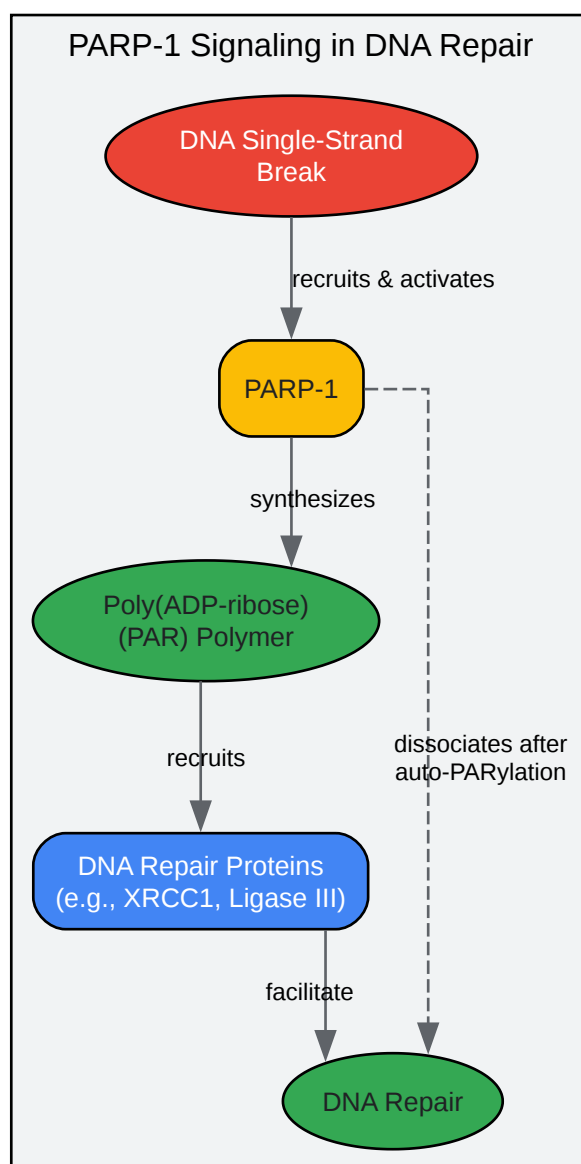 PARP-1 Signaling in DNA Repair
DNA Single-Strand
Break
recruits & activates
PARP-1
synthesizes
Poly(ADP-ribose)
(PAR) Polymer
recruits
dissociates after
auto-PARylation
DNA Repair Proteins
(e.g., XRCC1, Ligase III)
facilitate
DNA Repair